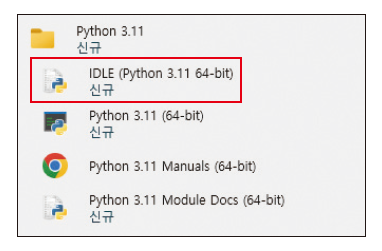 Python 3.11
신규
IDLE (Python 3.11 64-bit)
신규
Python 3.11 (64-bit)
신규
Python 3.11 Manuals (64-bit)
Python 3.11 Module Docs (64-bit)
신규